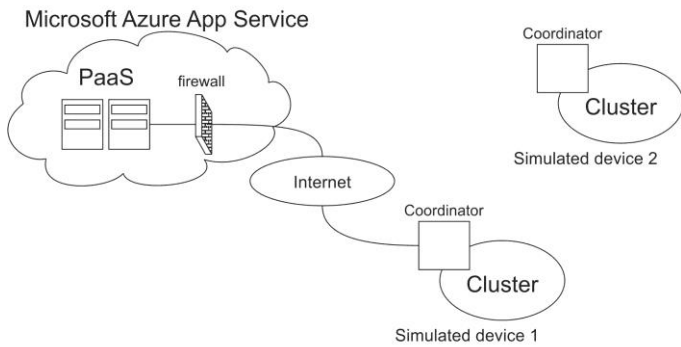 Microsoft Azure App Service
PaaS
firewall
Internet
Coordinator
Cluster
Simulated device 2
Coordinator
Cluster
Simulated device 1